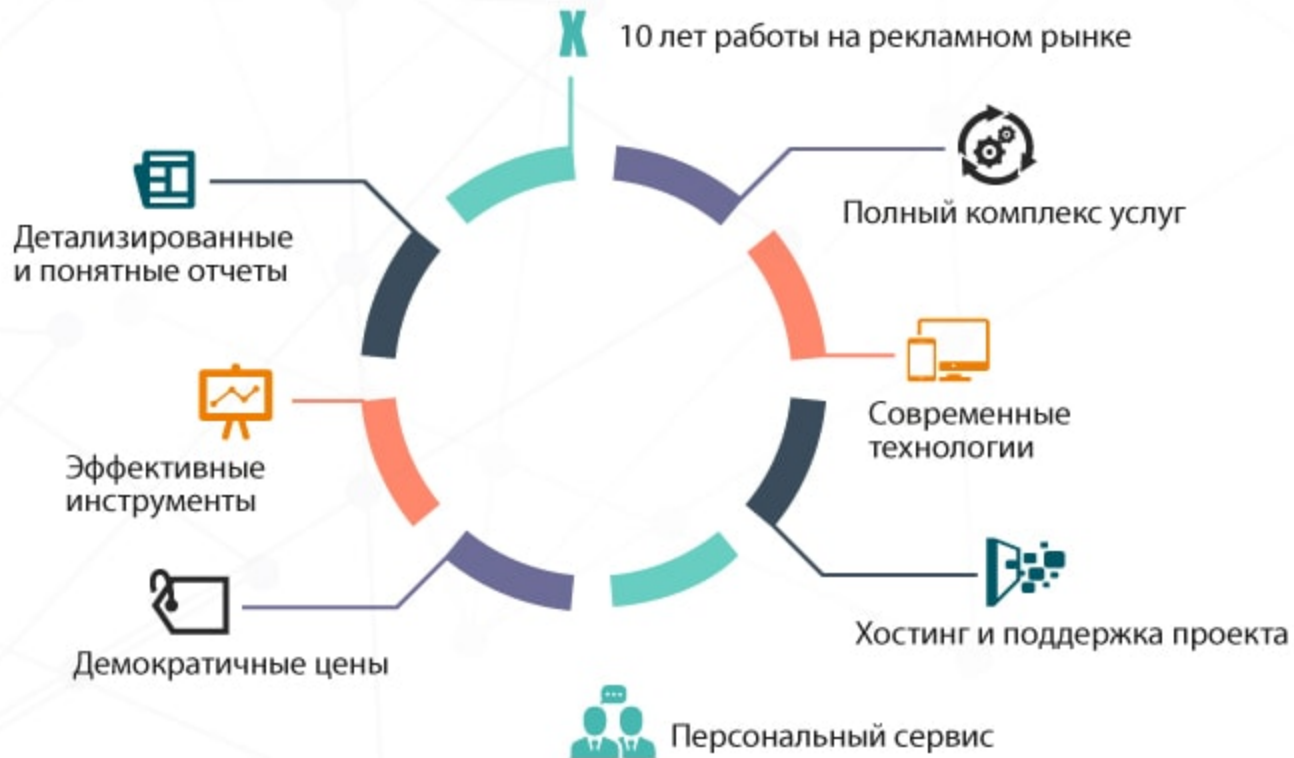 X
10 лет работы на рекламном рынке
Полный комплекс услуг
Современные
технологии
Хостинг и поддержка проекта
Персональный сервис
Демократичные цены
Эффективные
инструменты
Детализированные
и понятные отчеты